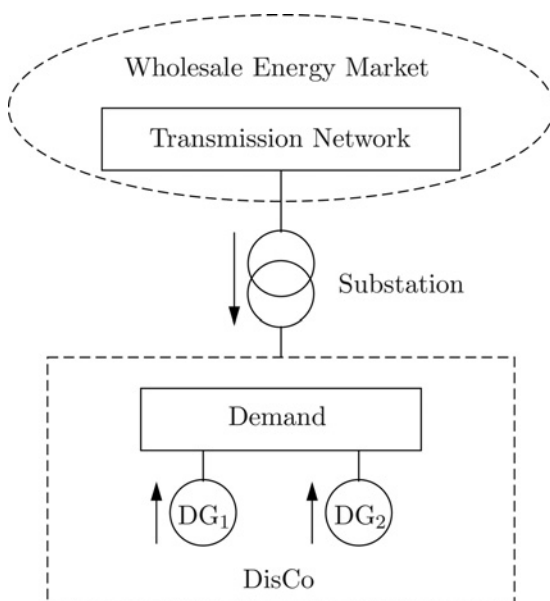 Wholesale Energy Market
Transmission Network
Substation
Demand
DG₁
DG₂
DisCo